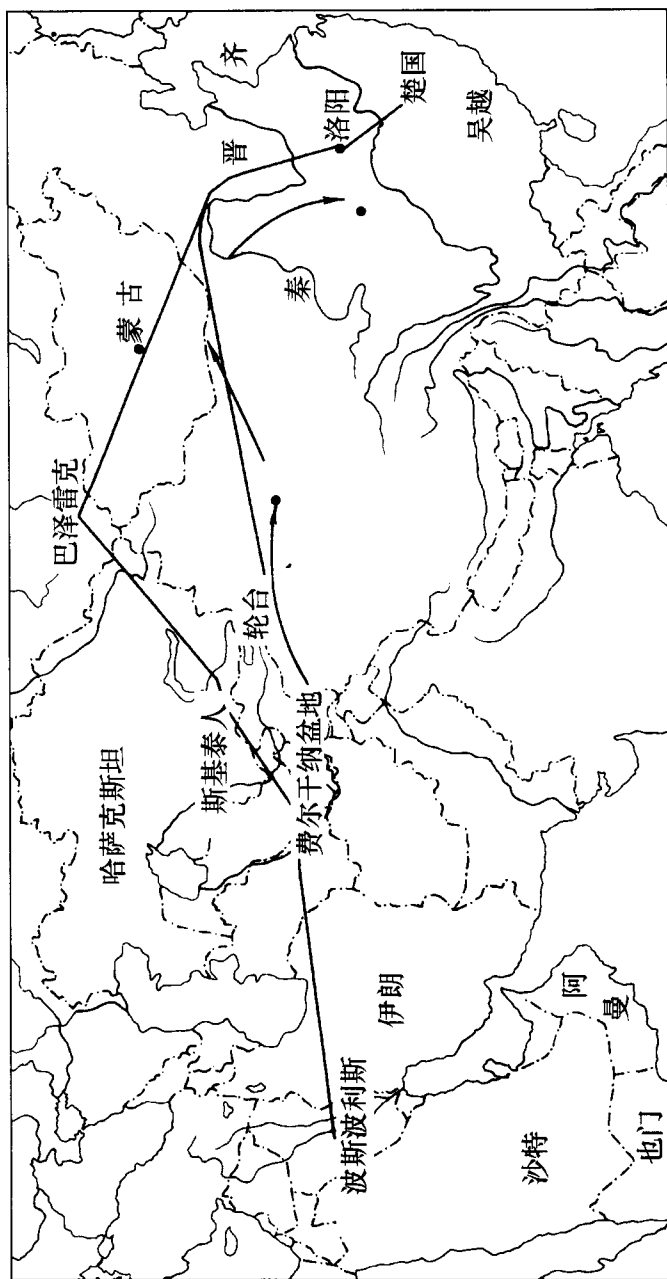 巴泽雷克
蒙古
晋
齐
哈萨克斯坦
斯基泰人
轮台
秦
洛阳
楚国
吴越
费尔干纳盆地
波斯波利斯
伊朗
沙特
阿曼
也门